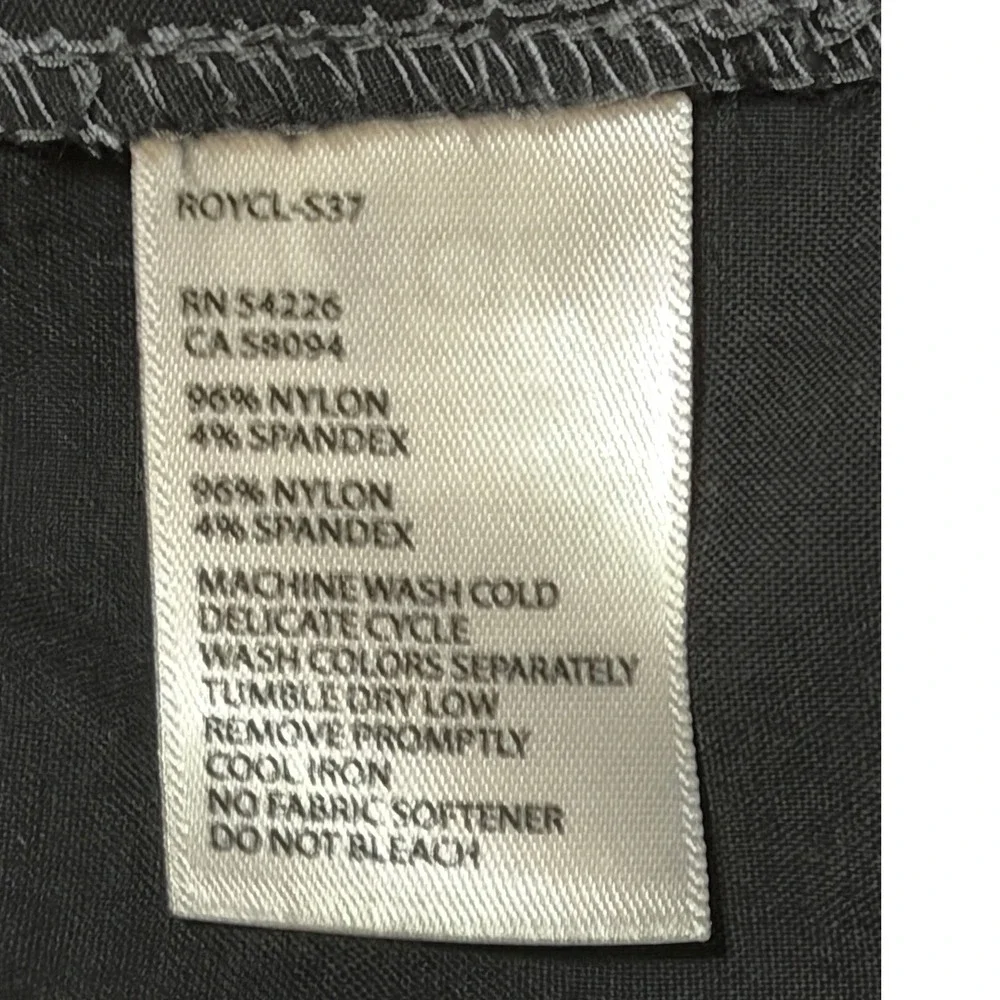 ROYCL-S37
RN 54226
CA 58094
96% NYLON
4% SPANDEX
96% NYLON
4% SPANDEX
MACHINE WASH COLD
DELICATE CYCLE
WASH COLORS SEPARATELY
TUMBLE DRY LOW
REMOVE PROMPTLY
COOL IRON
NO FABRIC SOFTENER
DO NOT BLEACH